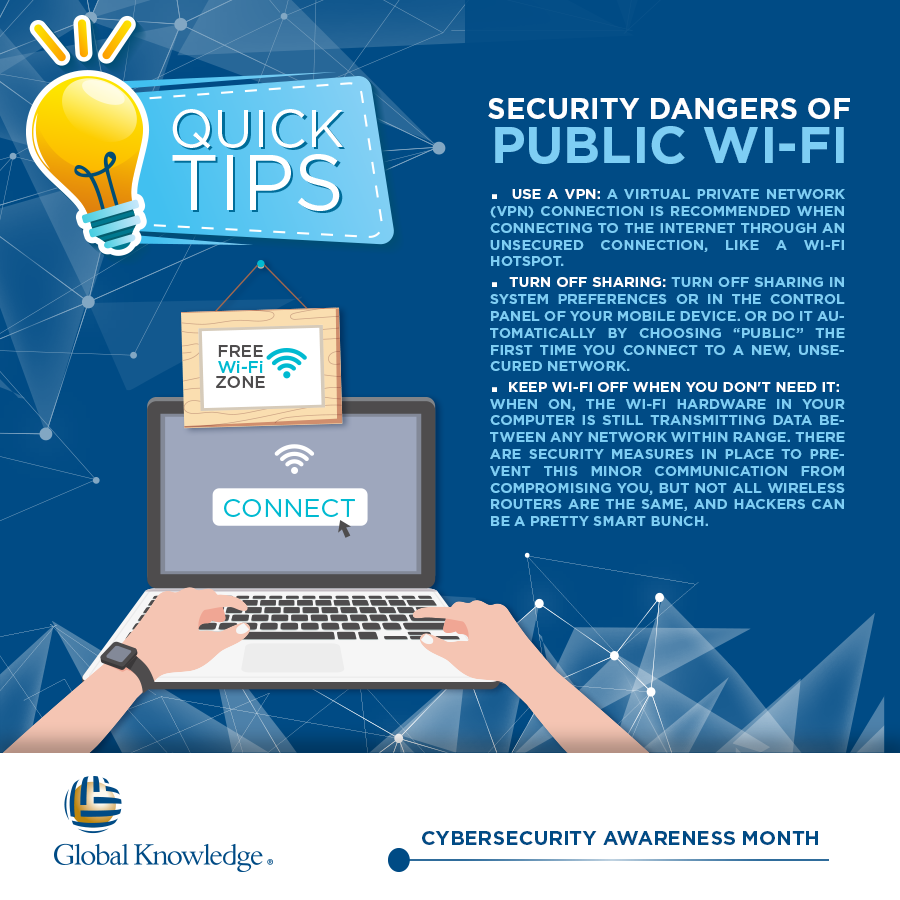 QUICK
TIPS
SECURITY DANGERS OF
PUBLIC WI-FI
▪ USE A VPN: A VIRTUAL PRIVATE NETWORK
(VPN) CONNECTION IS RECOMMENDED WHEN
CONNECTING TO THE INTERNET THROUGH AN
UNSECURED CONNECTION, LIKE A WI-FI
HOTSPOT.
▪ TURN OFF SHARING: TURN OFF SHARING IN
SYSTEM PREFERENCES OR IN THE CONTROL
PANEL OF YOUR MOBILE DEVICE. OR DO IT AU-
TOMATICALLY BY CHOOSING “PUBLIC” THE
FIRST TIME YOU CONNECT TO A NEW, UNSE-
CURED NETWORK.
▪ KEEP WI-FI OFF WHEN YOU DON'T NEED IT:
WHEN ON, THE WI-FI HARDWARE IN YOUR
COMPUTER IS STILL TRANSMITTING DATA BE-
TWEEN ANY NETWORK WITHIN RANGE. THERE
ARE SECURITY MEASURES IN PLACE TO PRE-
VENT THIS MINOR COMMUNICATION FROM
COMPROMISING YOU, BUT NOT ALL WIRELESS
ROUTERS ARE THE SAME, AND HACKERS CAN
BE A PRETTY SMART BUNCH.
FREE
Wi-Fi
ZONE
CONNECT
Global Knowledge®
CYBERSECURITY AWARENESS MONTH